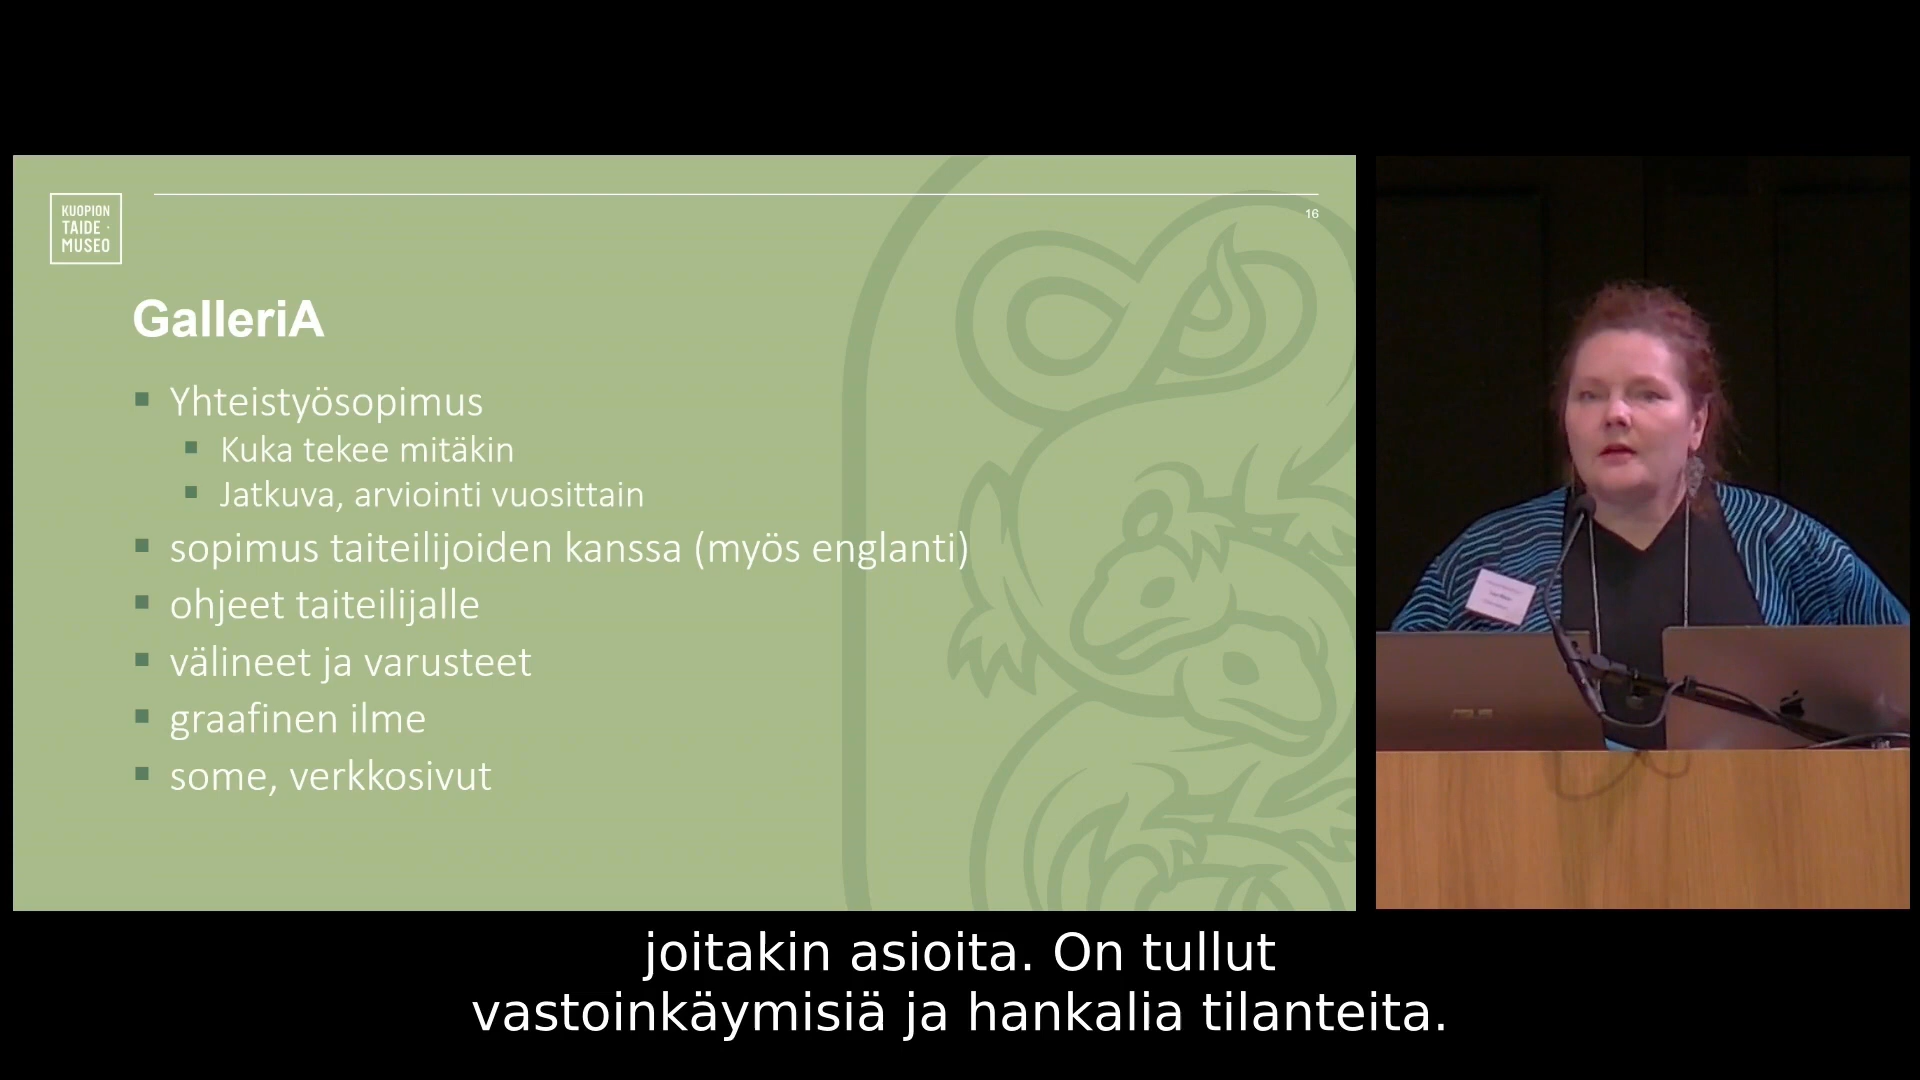 KUOPION
TAIDE ·
MUSEO
16
GalleriA
Yhteistyösopimus
Kuka tekee mitäkin
Jatkuva, arviointi vuosittain
sopimus taiteilijoiden kanssa (myös englanti)
ohjeet taiteilijalle
välineet ja varusteet
graafinen ilme
some, verkkosivut
joitakin asioita. On tullut
vastoinkäymisiä ja hankalia tilanteita.